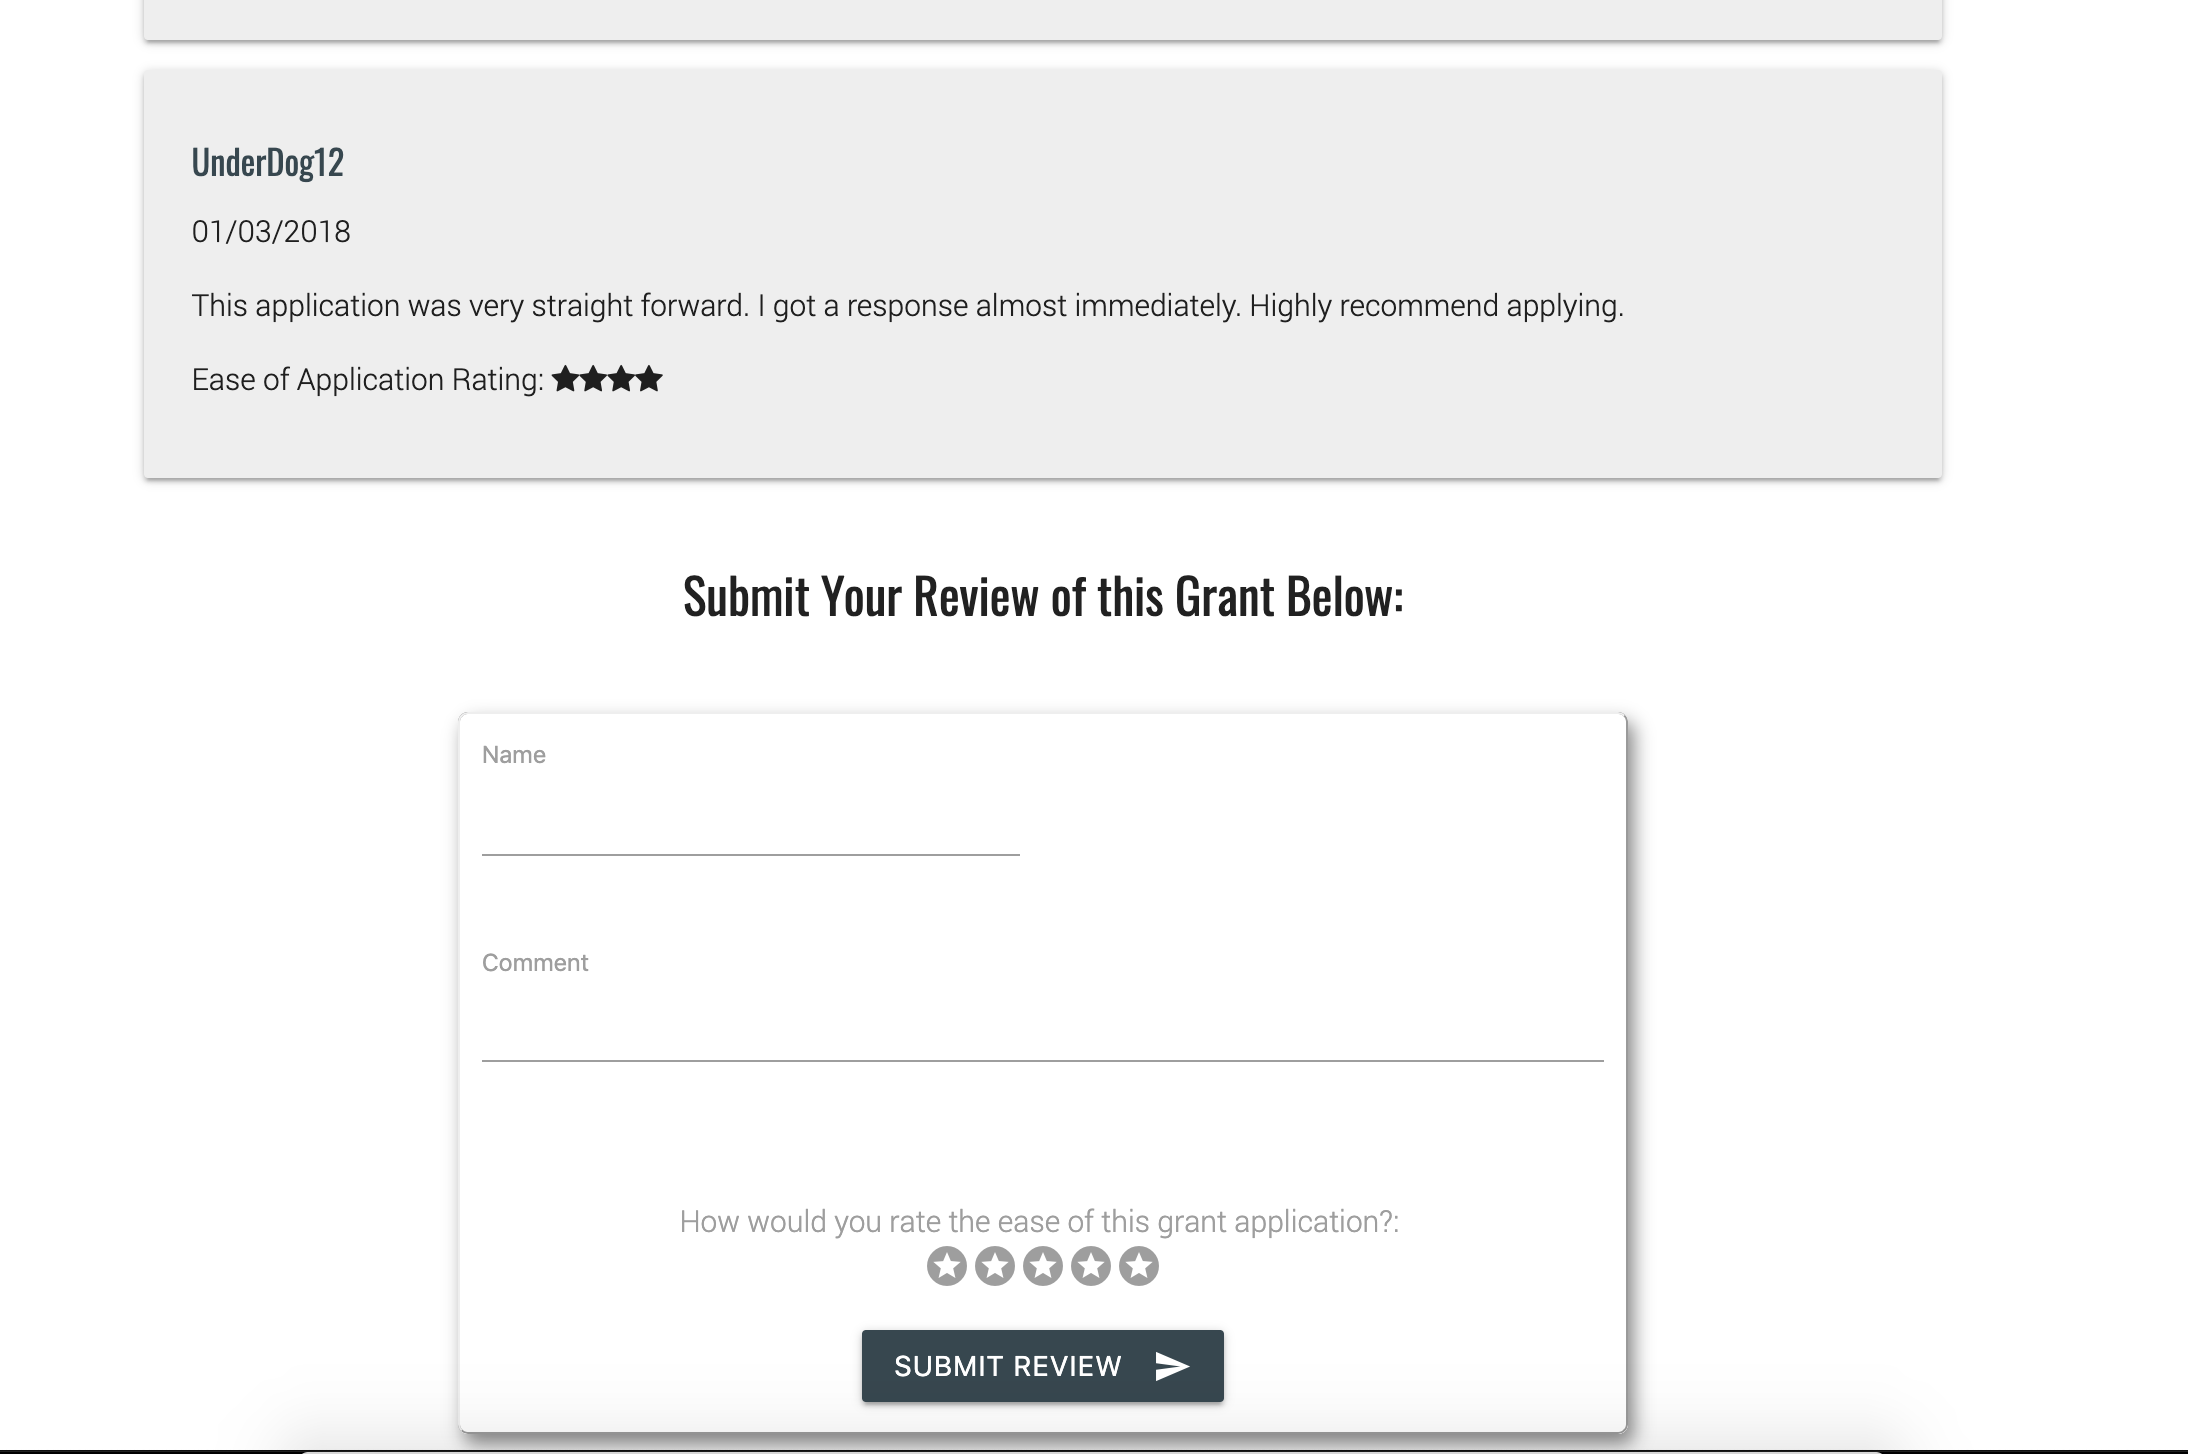 UnderDog12
01/03/2018
This application was very straight forward. I got a response almost immediately. Highly recommend applying.
Ease of Application Rating: ★★★★
Submit Your Review of this Grant Below:
Name
Comment
How would you rate the ease of this grant application?:
SUBMIT REVIEW